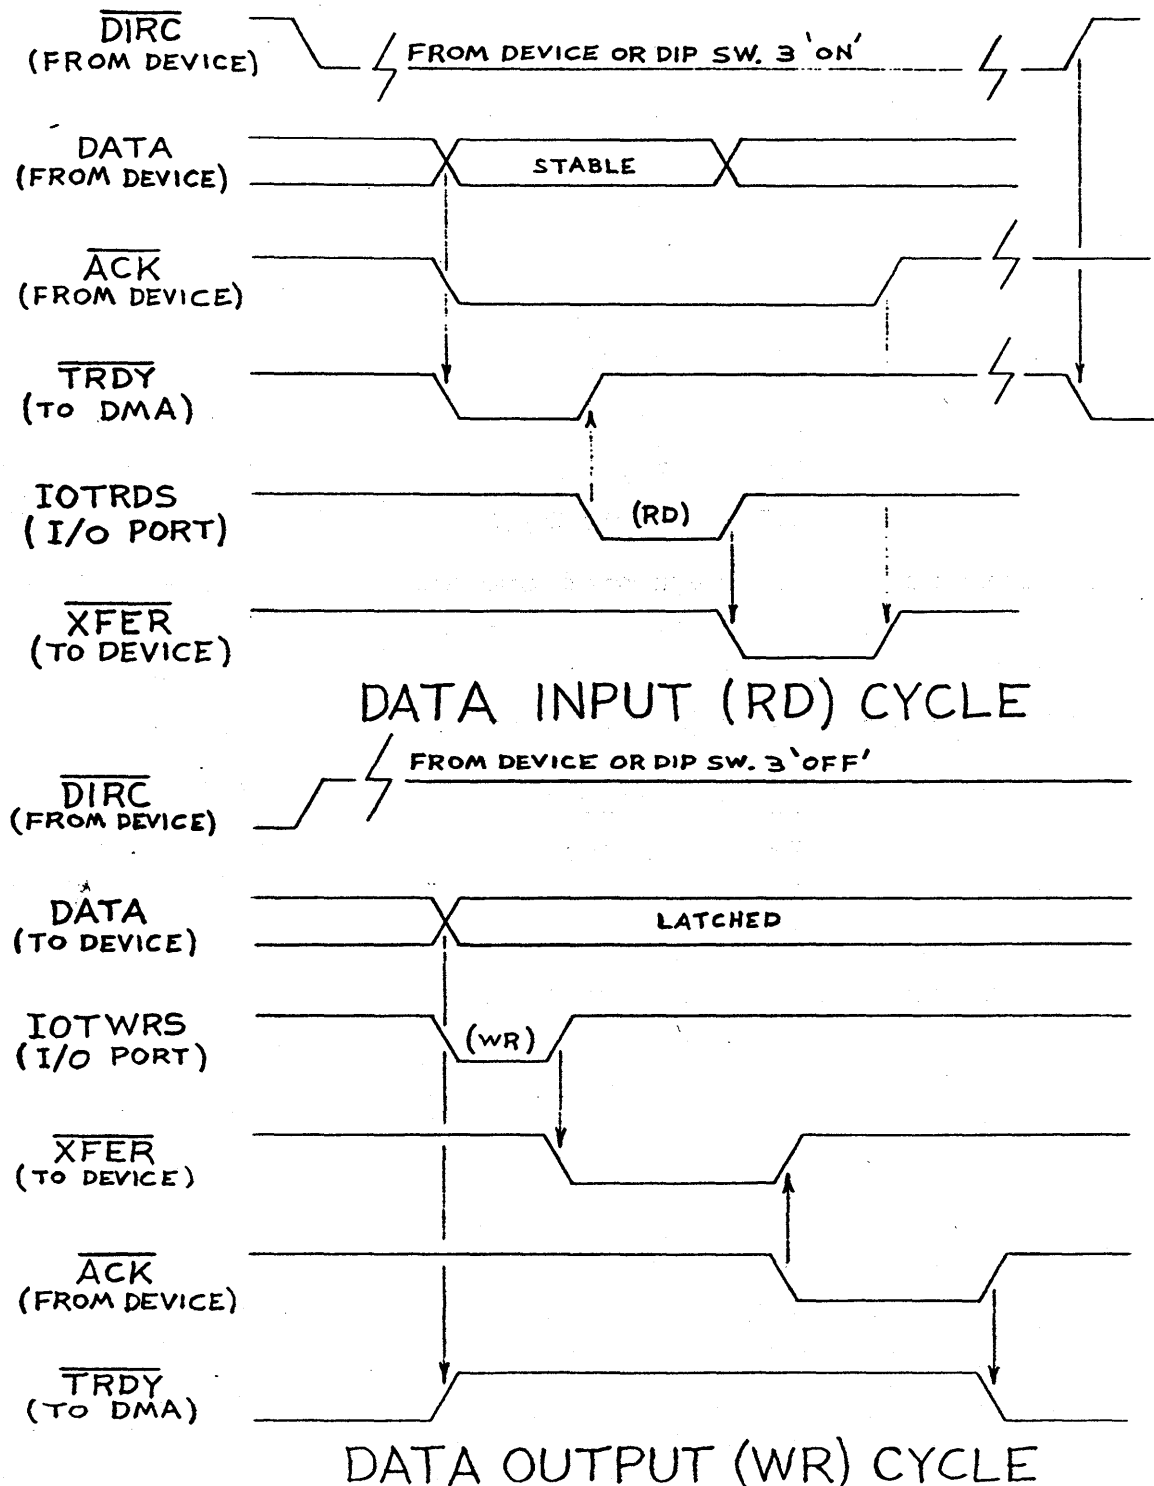 DIRC
(FROM DEVICE)
FROM DEVICE OR DIP SW. 3 'ON'
DATA
(FROM DEVICE)
STABLE
ACK
(FROM DEVICE)
TRDY
(TO DMA)
IOTRDS
(I/O PORT)
(RD)
XFER
(TO DEVICE)
DATA INPUT (RD) CYCLE
FROM DEVICE OR DIP SW. 3 'OFF'
DIRC
(FROM DEVICE)
DATA
(TO DEVICE)
LATCHED
IOTWRS
(I/O PORT)
(WR)
XFER
(TO DEVICE)
ACK
(FROM DEVICE)
TRDY
(TO DMA)
DATA OUTPUT (WR) CYCLE